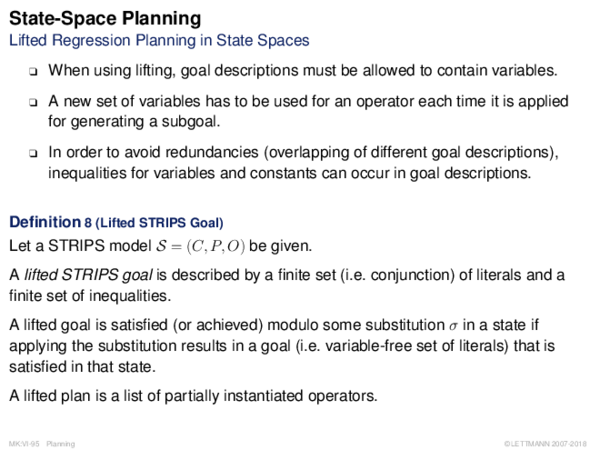 State-Space Planning
Lifted Regression Planning in State Spaces
❑ When using lifting, goal descriptions must be allowed to contain variables.
❑ A new set of variables has to be used for an operator each time it is applied
for generating a subgoal.
❑ In order to avoid redundancies (overlapping of different goal descriptions),
inequalities for variables and constants can occur in goal descriptions.
Definition 8 (Lifted STRIPS Goal)
Let a STRIPS model 𝒮 = (C, P, O) be given.
A lifted STRIPS goal is described by a finite set (i.e. conjunction) of literals and a
finite set of inequalities.
A lifted goal is satisfied (or achieved) modulo some substitution σ in a state if
applying the substitution results in a goal (i.e. variable-free set of literals) that is
satisfied in that state.
A lifted plan is a list of partially instantiated operators.
MK:VI-95 Planning ©LETTMANN 2007-2018